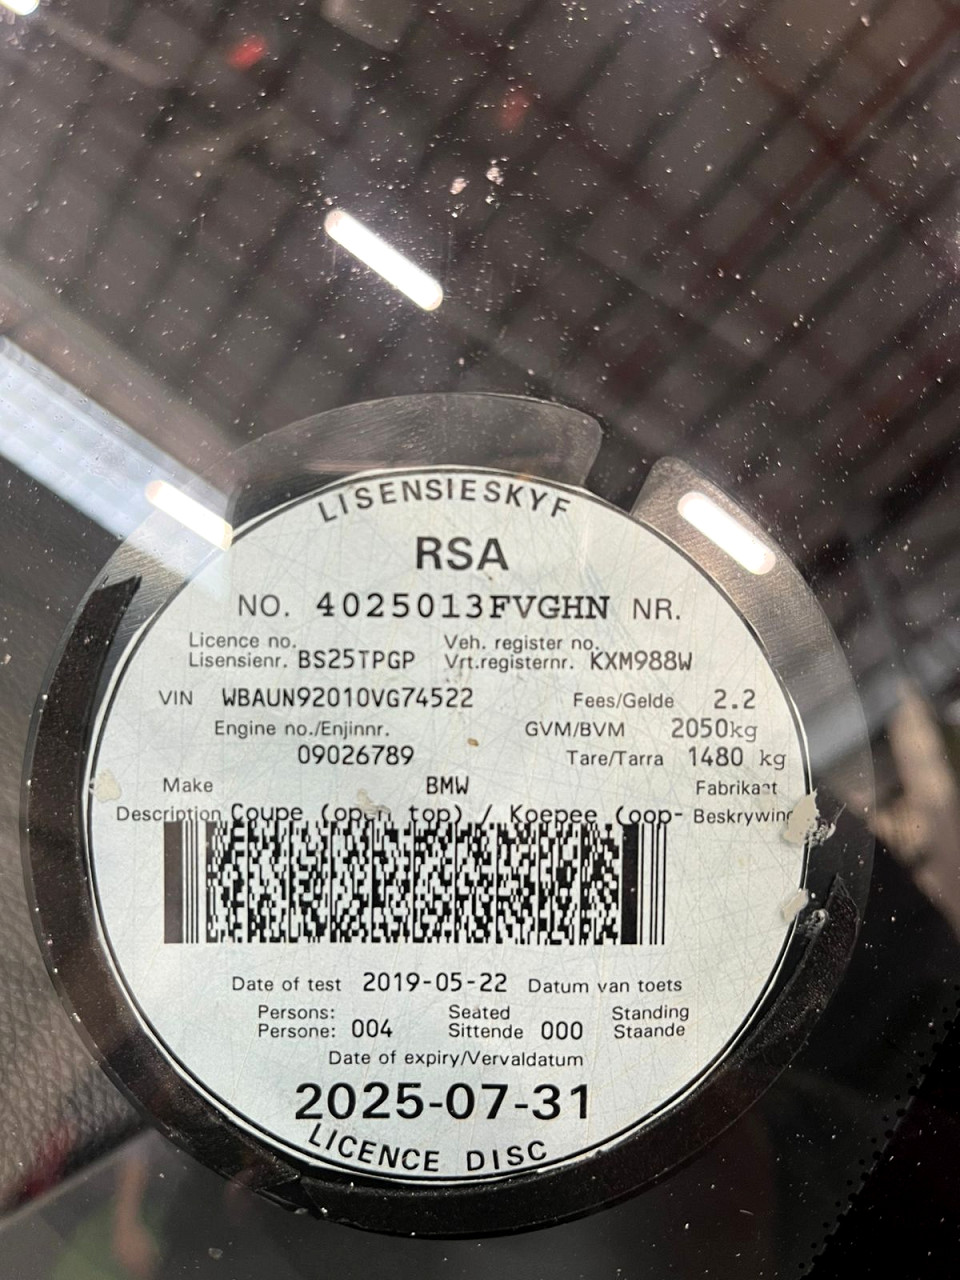 LISENSIESKYF
RSA
NO. 4025013FVGHN NR.
Licence no. Veh. register no.
Lisensienr. BS25TPGP Vrt.registernr. KXM988W
VIN WBAUN92010VG74522 Fees/Gelde 2.2
Engine no./Enjinnr. GVM/BVM 2050kg
09026789 Tare/Tarra 1480 kg
Make BMW Fabrikaat
Description Coupe (open top) / Koepee (oop- Beskrywing
Date of test 2019-05-22 Datum van toets
Persons: Seated Standing
Persone: 004 Sittende 000 Staande
Date of expiry/Vervaldatum
2025-07-31
LICENCE DISC